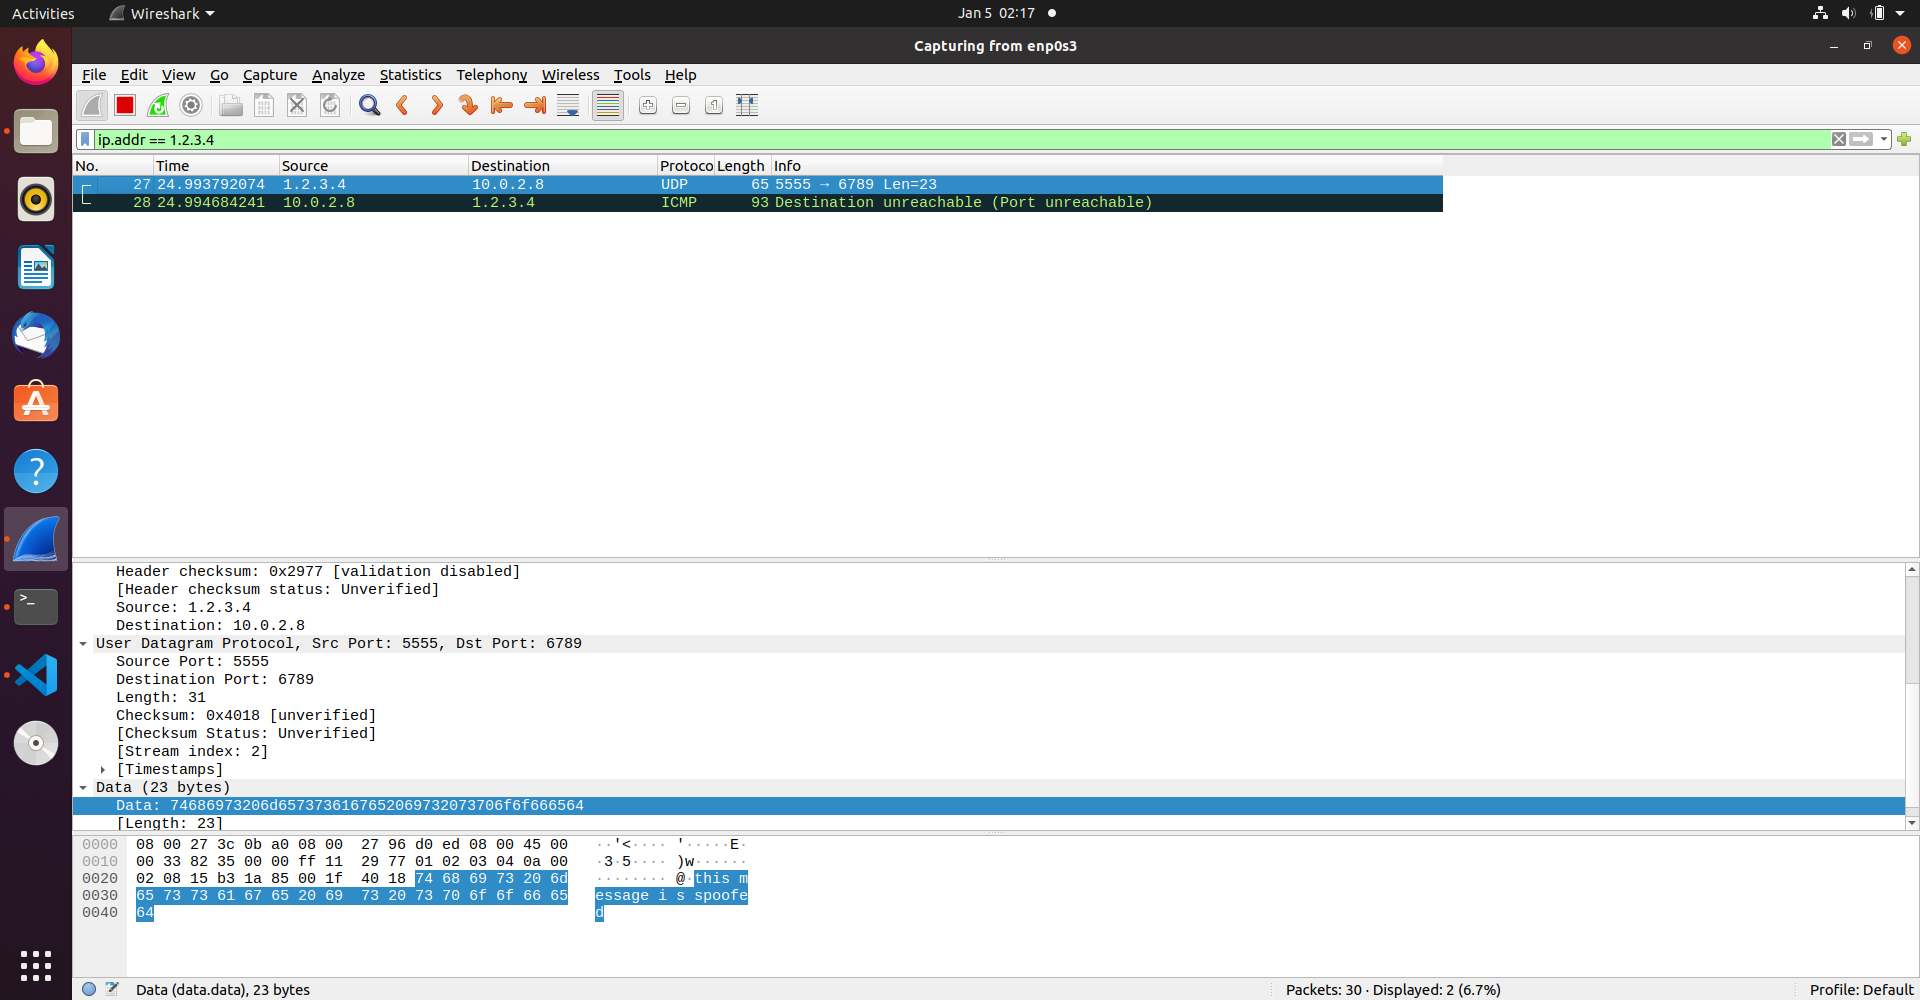 Activities Wireshark Jan 5 02:17
Capturing from enp0s3
File Edit View Go Capture Analyze Statistics Telephony Wireless Tools Help
ip.addr == 1.2.3.4
No. Time Source Destination Protoco Length Info
27 24.993792074 1.2.3.4 10.0.2.8 UDP 65 5555 → 6789 Len=23
28 24.994684241 10.0.2.8 1.2.3.4 ICMP 93 Destination unreachable (Port unreachable)
Header checksum: 0x2977 [validation disabled]
[Header checksum status: Unverified]
Source: 1.2.3.4
Destination: 10.0.2.8
User Datagram Protocol, Src Port: 5555, Dst Port: 6789
Source Port: 5555
Destination Port: 6789
Length: 31
Checksum: 0x4018 [unverified]
[Checksum Status: Unverified]
[Stream index: 2]
[Timestamps]
Data (23 bytes)
Data: 74686973206d6573736167652069732073706f6f666564
[Length: 23]
0000 08 00 27 3c 0b a0 08 00 27 96 d0 ed 08 00 45 00 ··'<···· '·····E·
0010 00 33 82 35 00 00 ff 11 29 77 01 02 03 04 0a 00 ·3·5···· )w······
0020 02 08 15 b3 1a 85 00 1f 40 18 74 68 69 73 20 6d ········ @·this m
0030 65 73 73 61 67 65 20 69 73 20 73 70 6f 6f 66 65 essage i s spoofe
0040 64 d
Data (data.data), 23 bytes Packets: 30 · Displayed: 2 (6.7%) Profile: Default